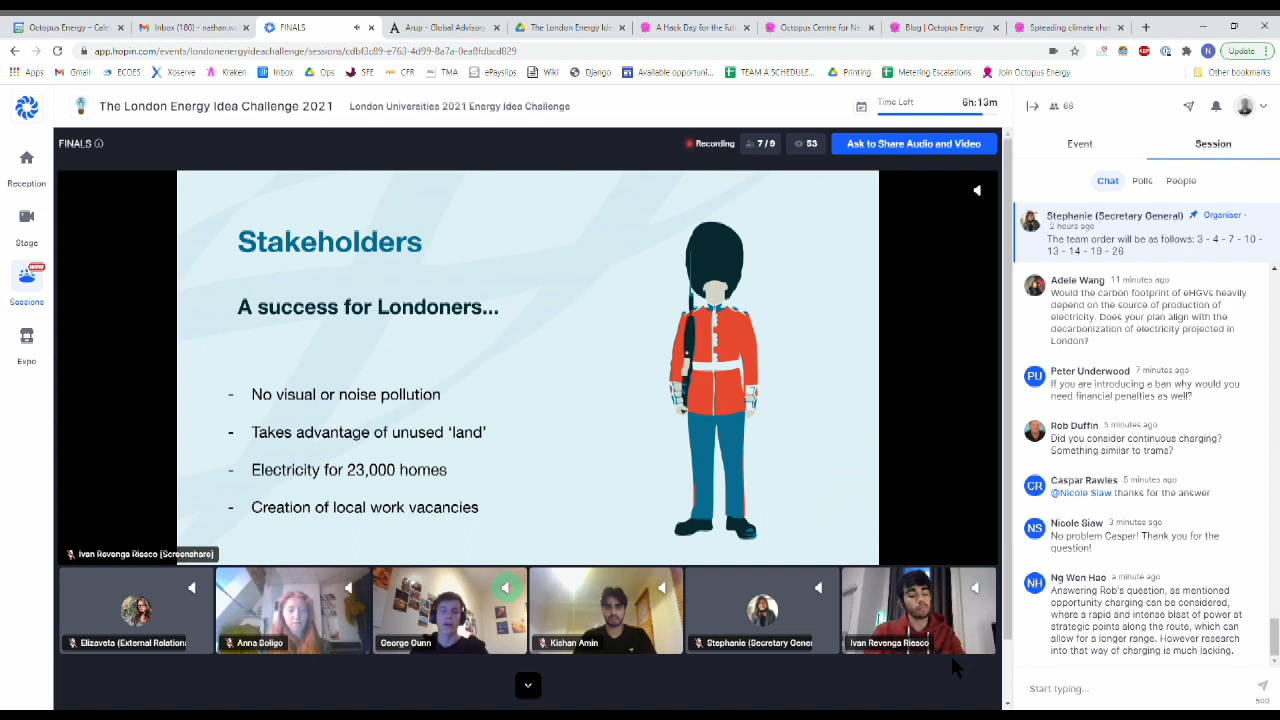 Octopus Energy – Cale
Inbox (180) - nathan.w
FINALS
Arup - Global Advisory
The London Energy Ide
A Hack Day for the futu
Octopus Centre for Ne
Blog | Octopus Energy
Spreading climate cha
app.hopin.com/events/londonenergyideachallenge/sessions/cdbf3c89-e763-4d99-8a7a-0ea8fdbcd829
Update
Apps
Gmail
ECOES
Xoserve
Kraken
Inbox
Ops
SFE
CFR
TMA
ePayslips
Wiki
Django
Available opportuni...
TEAM A SCHEDULE...
Printing
Metering Escalations
Join Octopus Energy
Other bookmarks
The London Energy Idea Challenge 2021
London Universities 2021 Energy Idea Challenge
Time Left
6h:13m
Reception
Stage
NOW
Sessions
Expo
FINALS
Recording
7 / 9
53
Ask to Share Audio and Video
Stakeholders
A success for Londoners...
- No visual or noise pollution
- Takes advantage of unused ‘land’
- Electricity for 23,000 homes
- Creation of local work vacancies
Ivan Revenga Riesco [Screenshare]
Elizaveta (External Relation
Anna Soligo
George Gunn
Kishan Amin
Stephanie (Secretary Gene
Ivan Revenga Riesco
66
Event
Session
Chat
Polls
People
Stephanie (Secretary General)
Organiser ·
2 hours ago
The team order will be as follows: 3 - 4 - 7 - 10 -
13 - 14 - 19 - 26
Adele Wang 11 minutes ago
Would the carbon footprint of eHGVs heavily
depend on the source of production of
electricity. Does your plan align with the
decarbonization of electricity projected in
London?
PU
Peter Underwood 7 minutes ago
If you are introducing a ban why would you
need financial penalties as well?
Rob Duffin 5 minutes ago
Did you consider continuous charging?
Something similar to trams?
CR
Caspar Rawles 5 minutes ago
@Nicole Siaw thanks for the answer
NS
Nicole Siaw 3 minutes ago
No problem Caspar! Thank you for the
question!
NH
Ng Wen Hao a minute ago
Answering Rob's question, as mentioned
opportunity charging can be considered,
where a rapid and intense blast of power at
strategic points along the route, which can
allow for a longer range. However research
into that way of charging is much lacking.
Start typing...
500